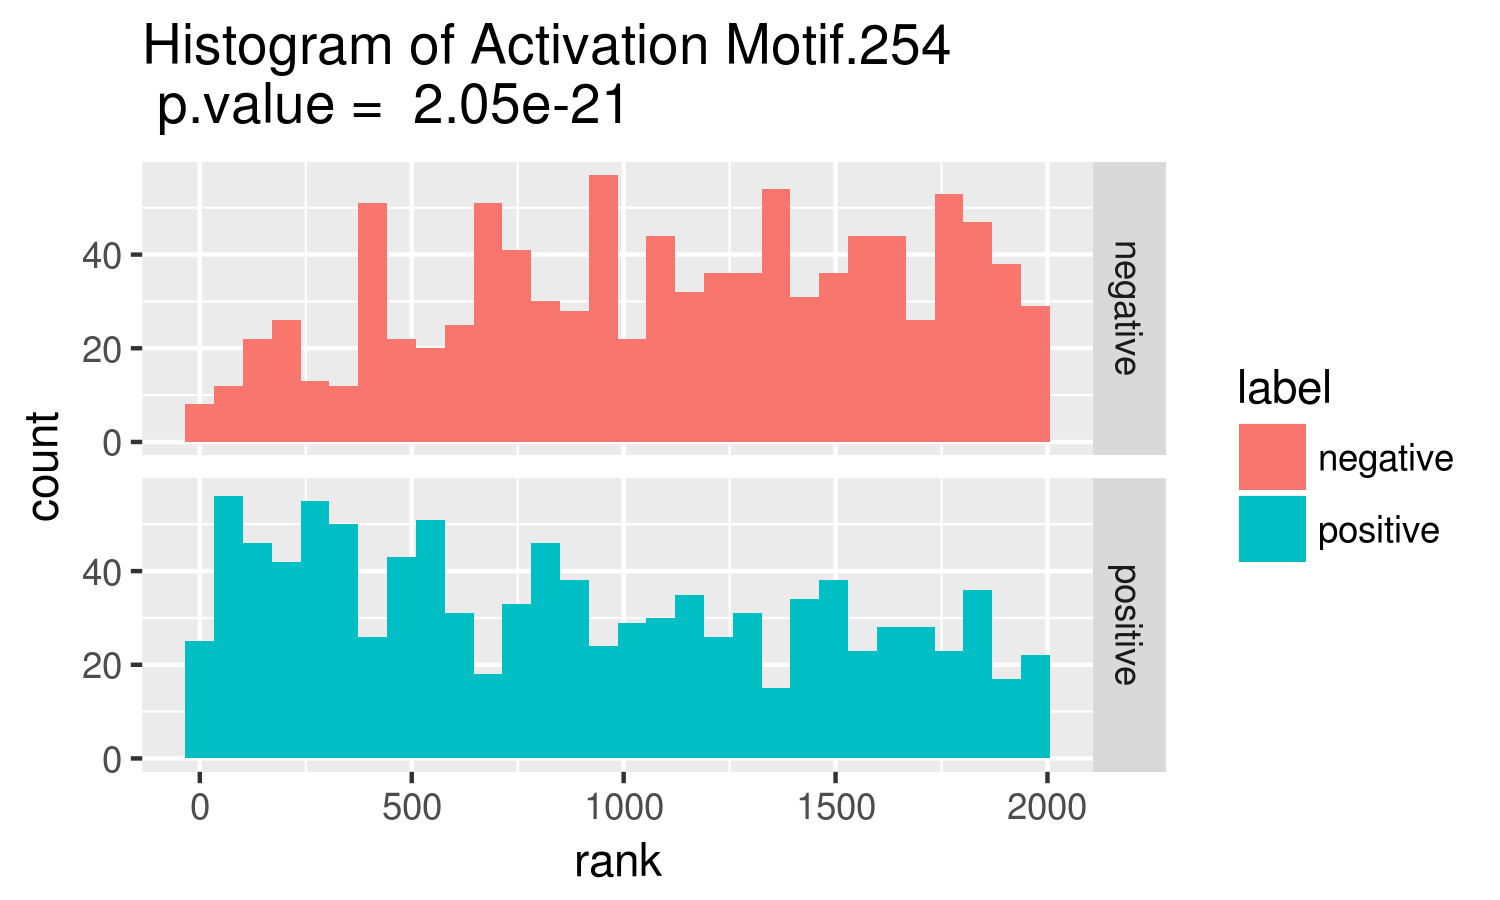 Histogram of Activation Motif.254
p.value = 2.05e-21
40
20
0
negative
40
20
0
positive
count
0 500 1000 1500 2000
rank
label
negative
positive